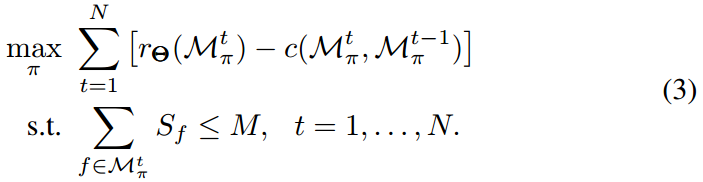 max_π ∑_{t=1}^{N} [r_Θ(ℳ_π^t) − c(ℳ_π^t, ℳ_π^{t−1})]
(3)
s.t. ∑_{f∈ℳ_π^t} S_f ≤ M, t = 1, . . . , N.